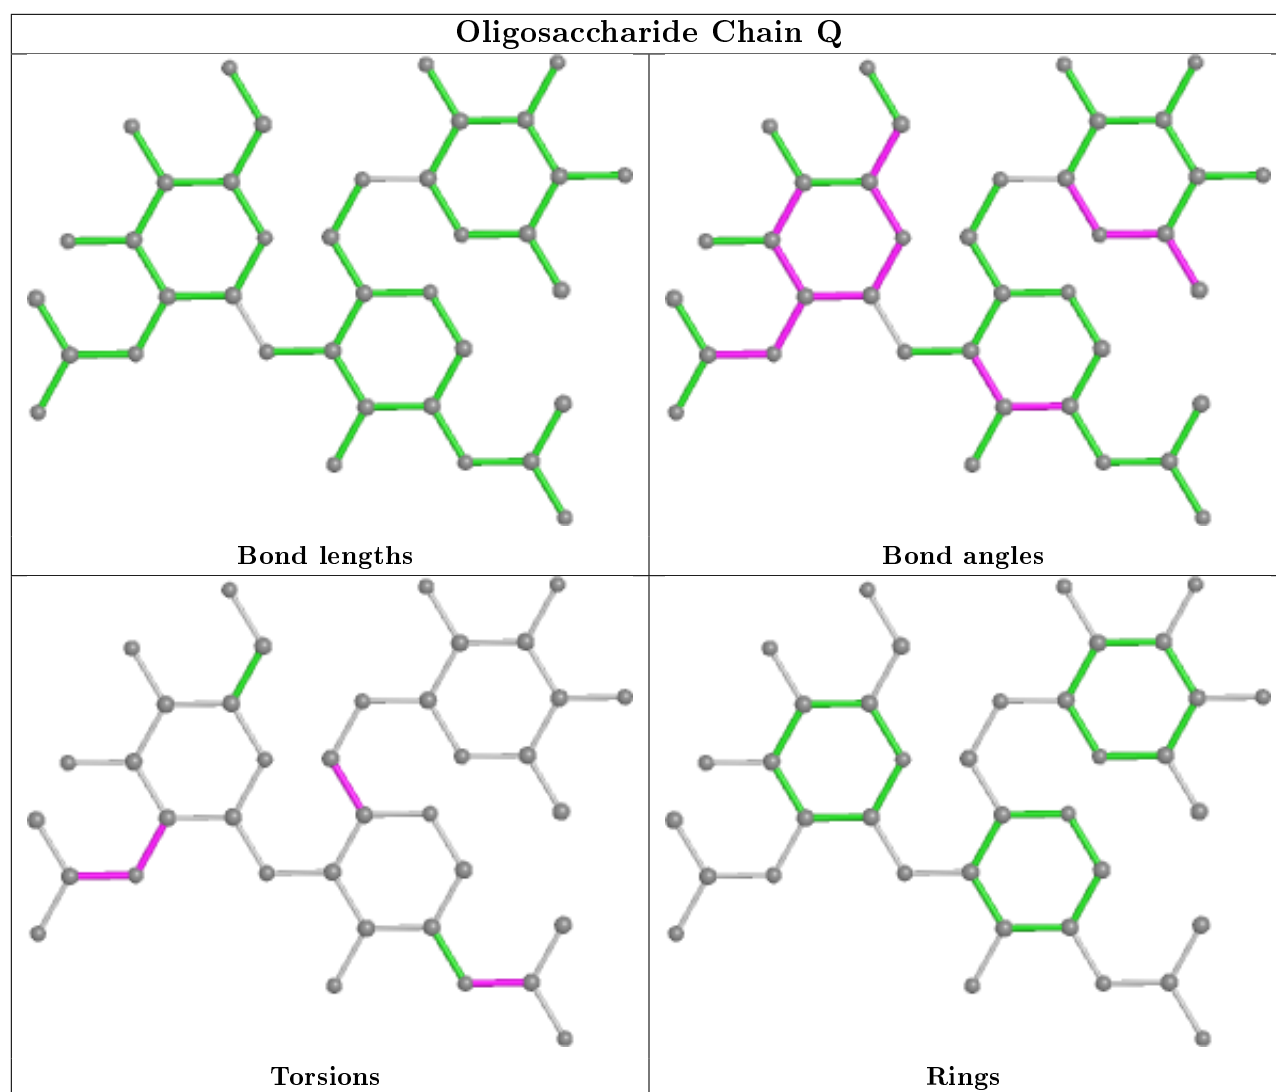 Oligosaccharide Chain Q
Bond lengths
Bond angles
Torsions
Rings